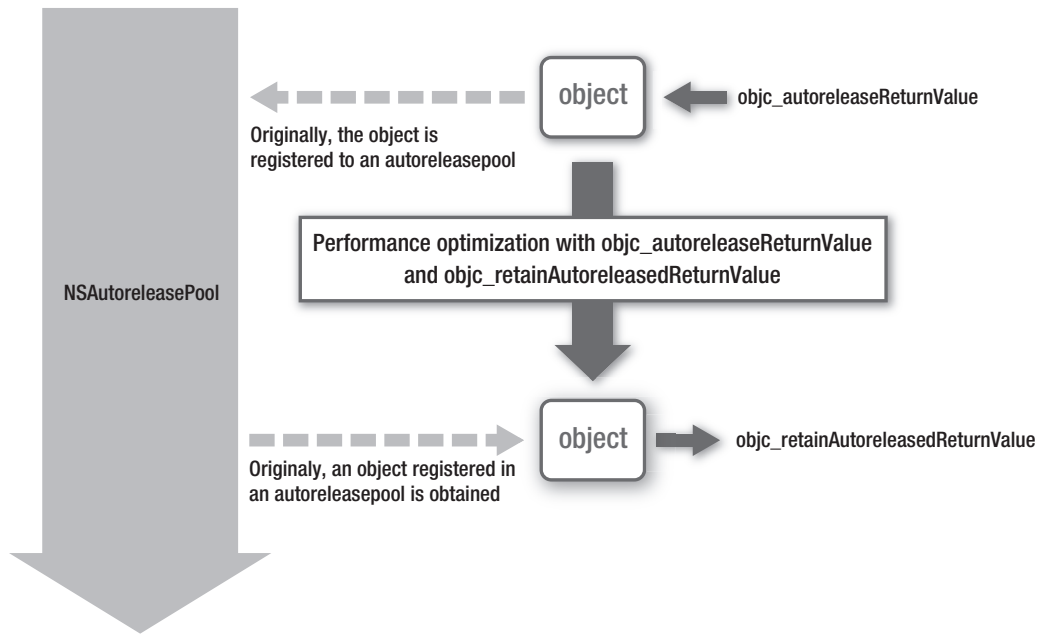 object
objc_autoreleaseReturnValue
Originally, the object is
registered to an autoreleasepool
Performance optimization with objc_autoreleaseReturnValue
and objc_retainAutoreleasedReturnValue
NSAutoreleasePool
object
objc_retainAutoreleasedReturnValue
Originaly, an object registered in
an autoreleasepool is obtained